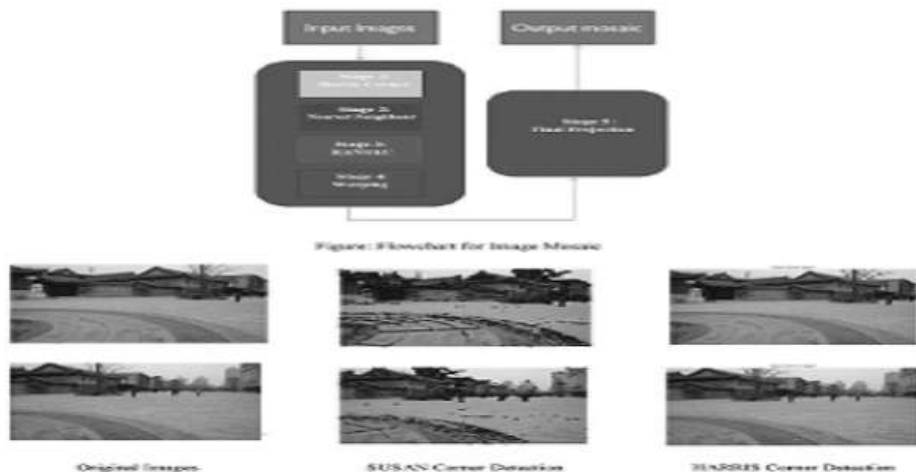 Input Images
Output mosaic
Stage 1:
Harris Corner
Stage 2:
Nearest Neighbour
Stage 3:
RANSAC
Stage 4:
Warping
Stage 5:
Final Projection
Figure: Flowchart for Image Mosaic
Original Images
SUSAN Corner Detection
HARRIS Corner Detection